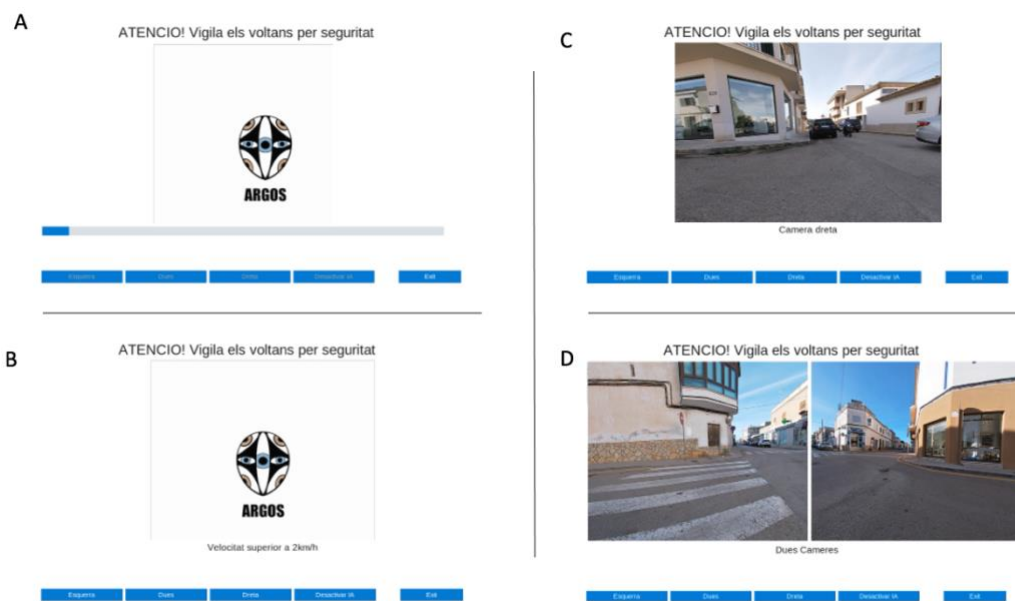 A
ATENCIO! Vigila els voltans per seguritat
ARGOS
Esquerra Dues Dreta Desactivar IA Exit
B
ATENCIO! Vigila els voltans per seguritat
ARGOS
Velocitat superior a 2km/h
Esquerra Dues Dreta Desactivar IA Exit
C
ATENCIO! Vigila els voltans per seguritat
Camera dreta
Esquerra Dues Dreta Desactivar IA Exit
D
ATENCIO! Vigila els voltans per seguritat
Dues Cameres
Esquerra Dues Dreta Desactivar IA Exit